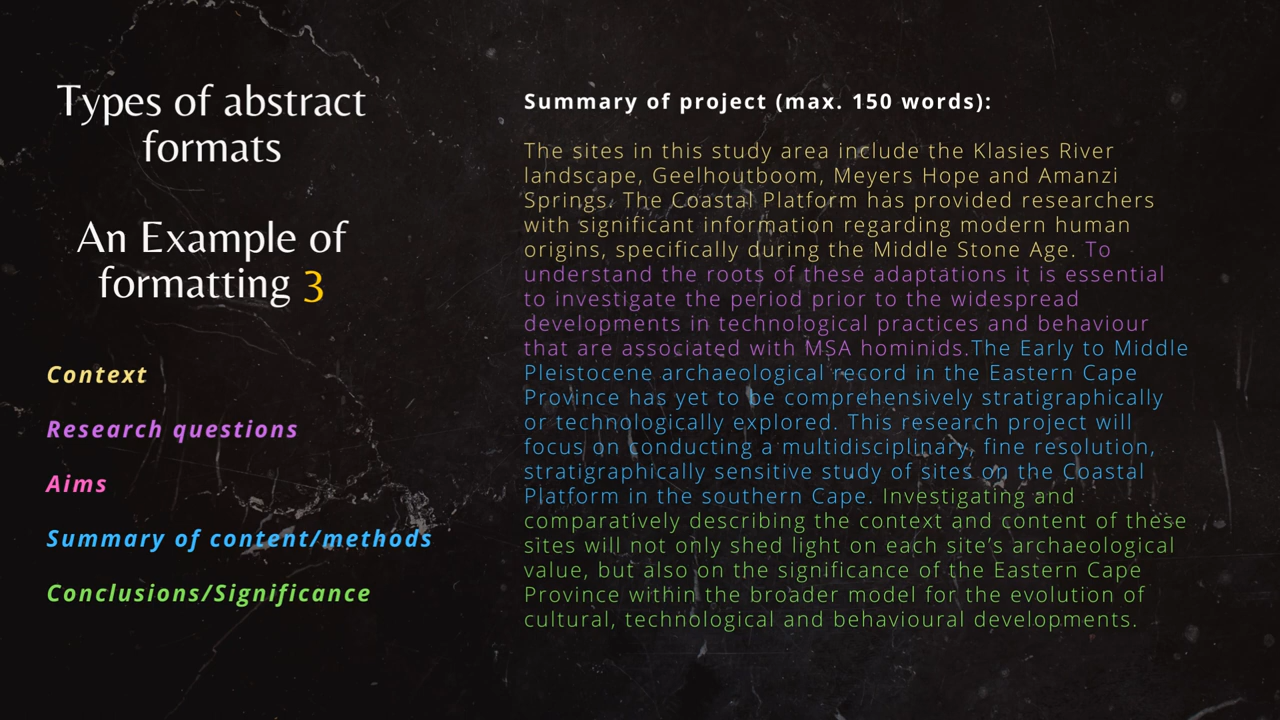 Types of abstract
formats
An Example of
formatting 3
Context
Research questions
Aims
Summary of content/methods
Conclusions/Significance
Summary of project (max. 150 words):
The sites in this study area include the Klasies River
landscape, Geelhoutboom, Meyers Hope and Amanzi
Springs. The Coastal Platform has provided researchers
with significant information regarding modern human
origins, specifically during the Middle Stone Age. To
understand the roots of these adaptations it is essential
to investigate the period prior to the widespread
developments in technological practices and behaviour
that are associated with MSA hominids.The Early to Middle
Pleistocene archaeological record in the Eastern Cape
Province has yet to be comprehensively stratigraphically
or technologically explored. This research project will
focus on conducting a multidisciplinary, fine resolution,
stratigraphically sensitive study of sites on the Coastal
Platform in the southern Cape. Investigating and
comparatively describing the context and content of these
sites will not only shed light on each site’s archaeological
value, but also on the significance of the Eastern Cape
Province within the broader model for the evolution of
cultural, technological and behavioural developments.